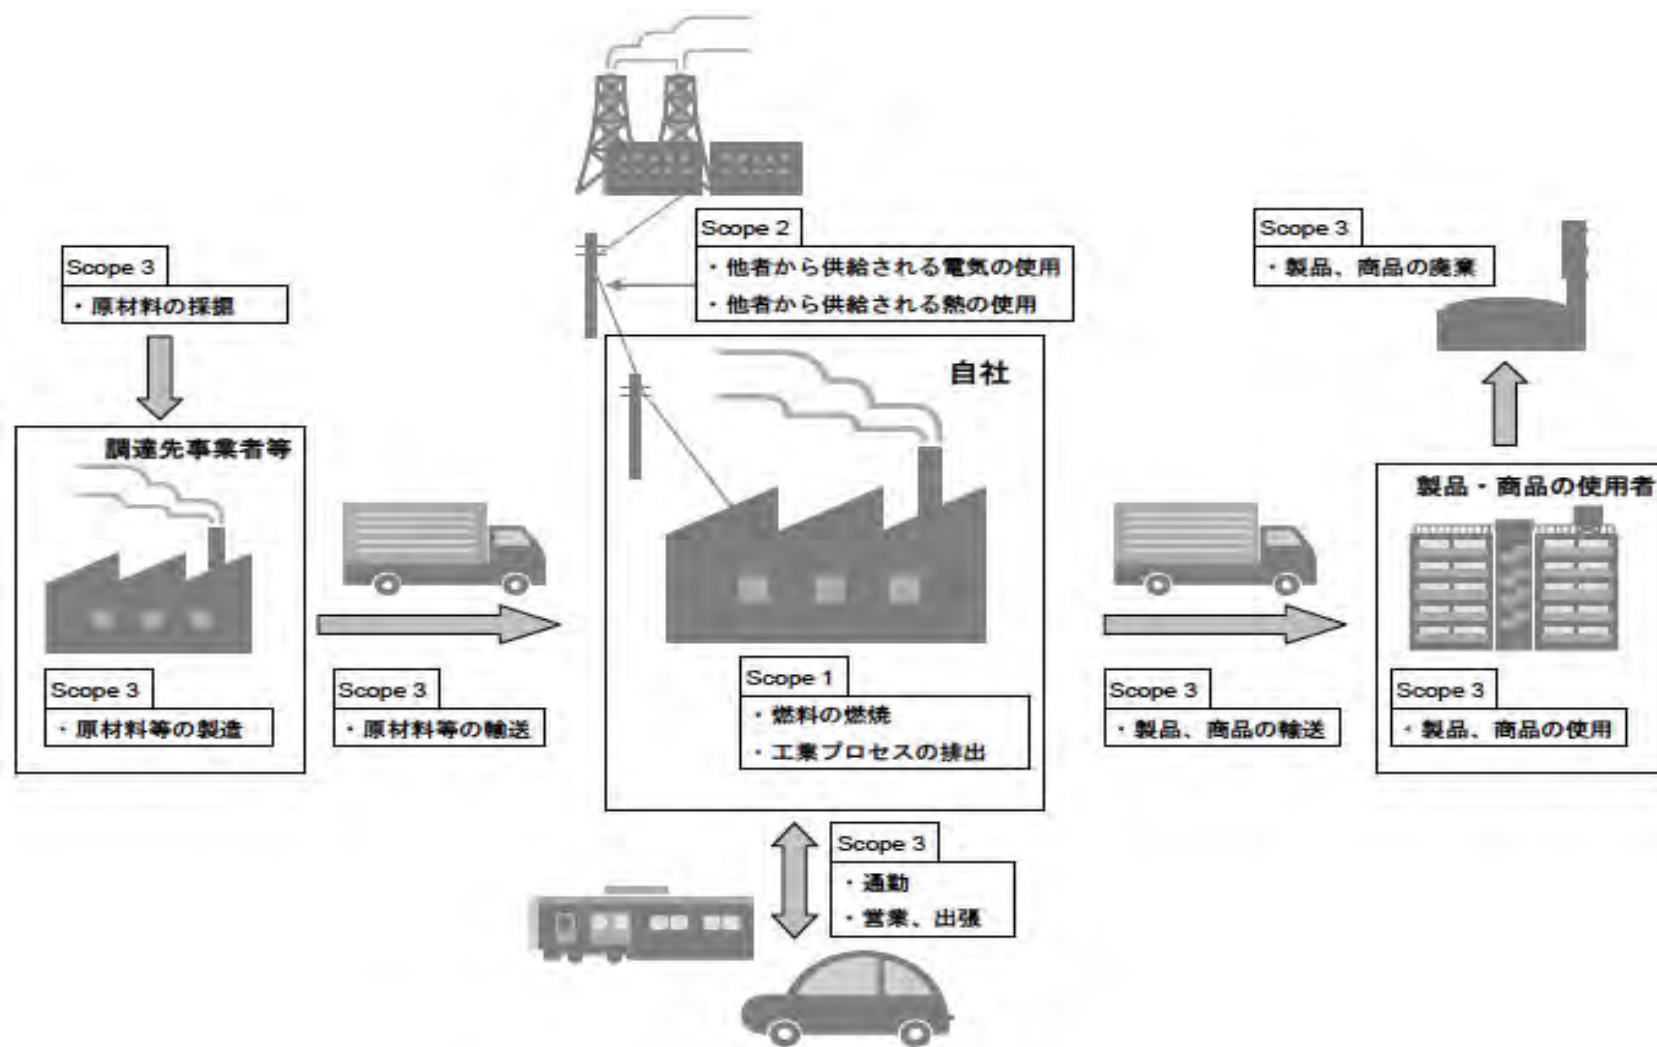 Scope 2
・他者から供給される電気の使用
・他者から供給される熱の使用
Scope 3
・原材料の採掘
Scope 3
・製品、商品の廃棄
調達先事業者等
Scope 3
・原材料等の製造
Scope 3
・原材料等の輸送
自社
Scope 1
・燃料の燃焼
・工業プロセスの排出
Scope 3
・製品、商品の輸送
製品・商品の使用者
Scope 3
・製品、商品の使用
Scope 3
・通勤
・営業、出張